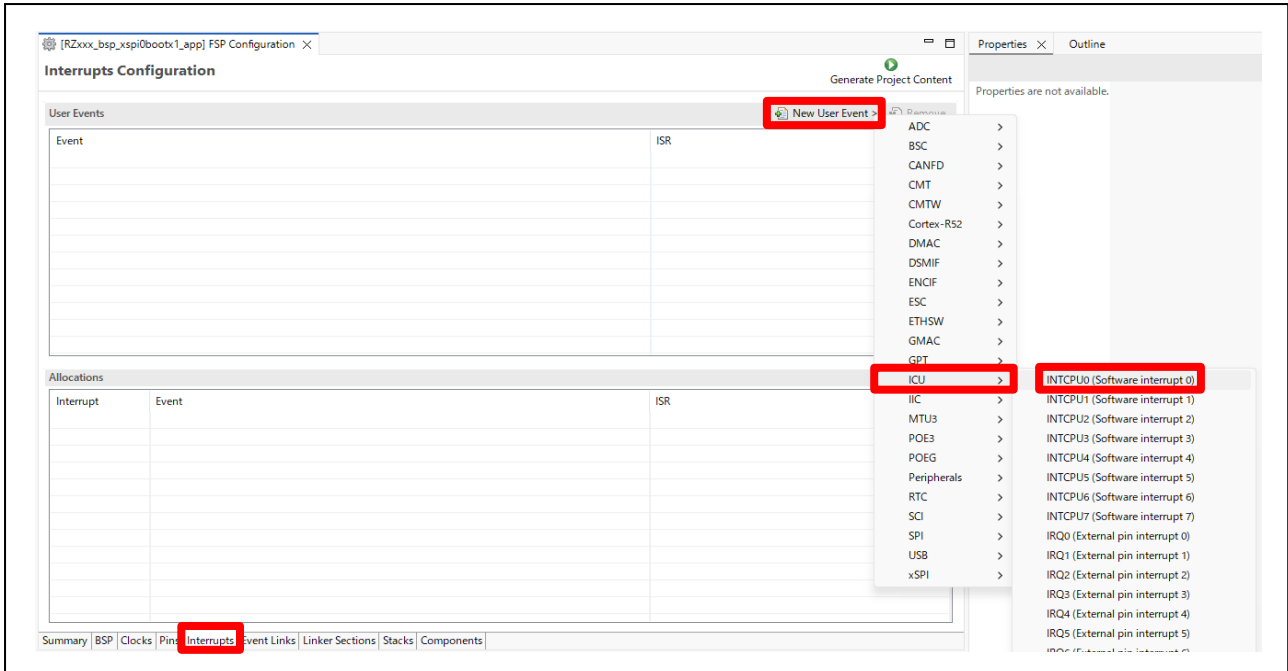 [RZxxx_bsp_xspi0bootx1_app] FSP Configuration
Properties
Outline
Interrupts Configuration
Generate Project Content
Properties are not available.
User Events
New User Event >
Remove
Event
ISR
ADC
BSC
CANFD
CMT
CMTW
Cortex-R52
DMAC
DSMIF
ENCIF
ESC
ETHSW
GMAC
GPT
ICU
IIC
MTU3
POE3
POEG
Peripherals
RTC
SCI
SPI
USB
xSPI
INTCPU0 (Software interrupt 0)
INTCPU1 (Software interrupt 1)
INTCPU2 (Software interrupt 2)
INTCPU3 (Software interrupt 3)
INTCPU4 (Software interrupt 4)
INTCPU5 (Software interrupt 5)
INTCPU6 (Software interrupt 6)
INTCPU7 (Software interrupt 7)
IRQ0 (External pin interrupt 0)
IRQ1 (External pin interrupt 1)
IRQ2 (External pin interrupt 2)
IRQ3 (External pin interrupt 3)
IRQ4 (External pin interrupt 4)
IRQ5 (External pin interrupt 5)
IRQ6 (External pin interrupt 6)
Allocations
Interrupt Event ISR
Summary BSP Clocks Pins Interrupts Event Links Linker Sections Stacks Components